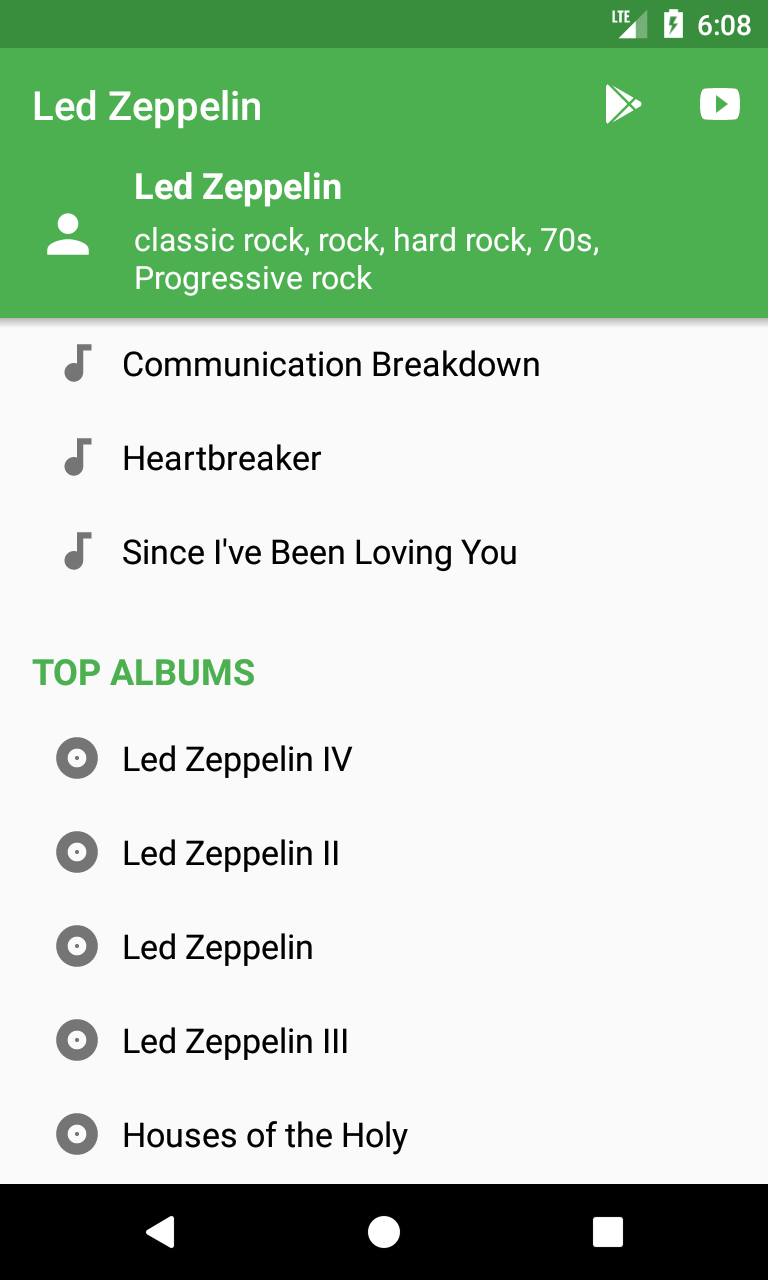 LTE 6:08
Led Zeppelin
Led Zeppelin
classic rock, rock, hard rock, 70s,
Progressive rock
Communication Breakdown
Heartbreaker
Since I've Been Loving You
TOP ALBUMS
Led Zeppelin IV
Led Zeppelin II
Led Zeppelin
Led Zeppelin III
Houses of the Holy